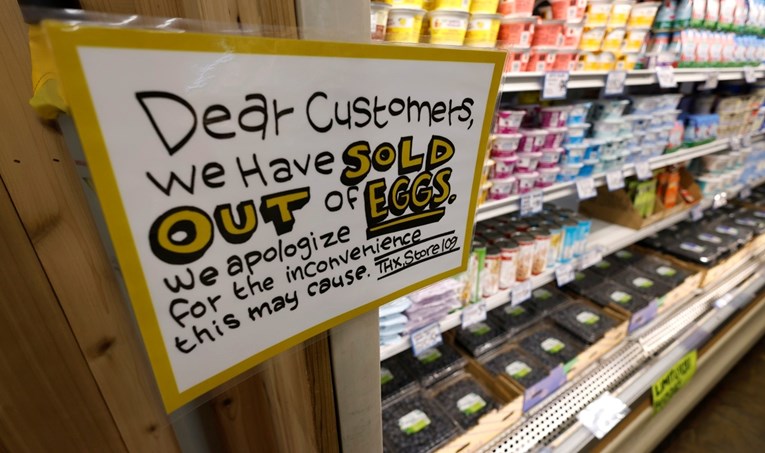 Dear Customers,
we Have SOLD
OUT of EGGS.
we apologize
for the inconvenience
this may cause. THX, Store 109